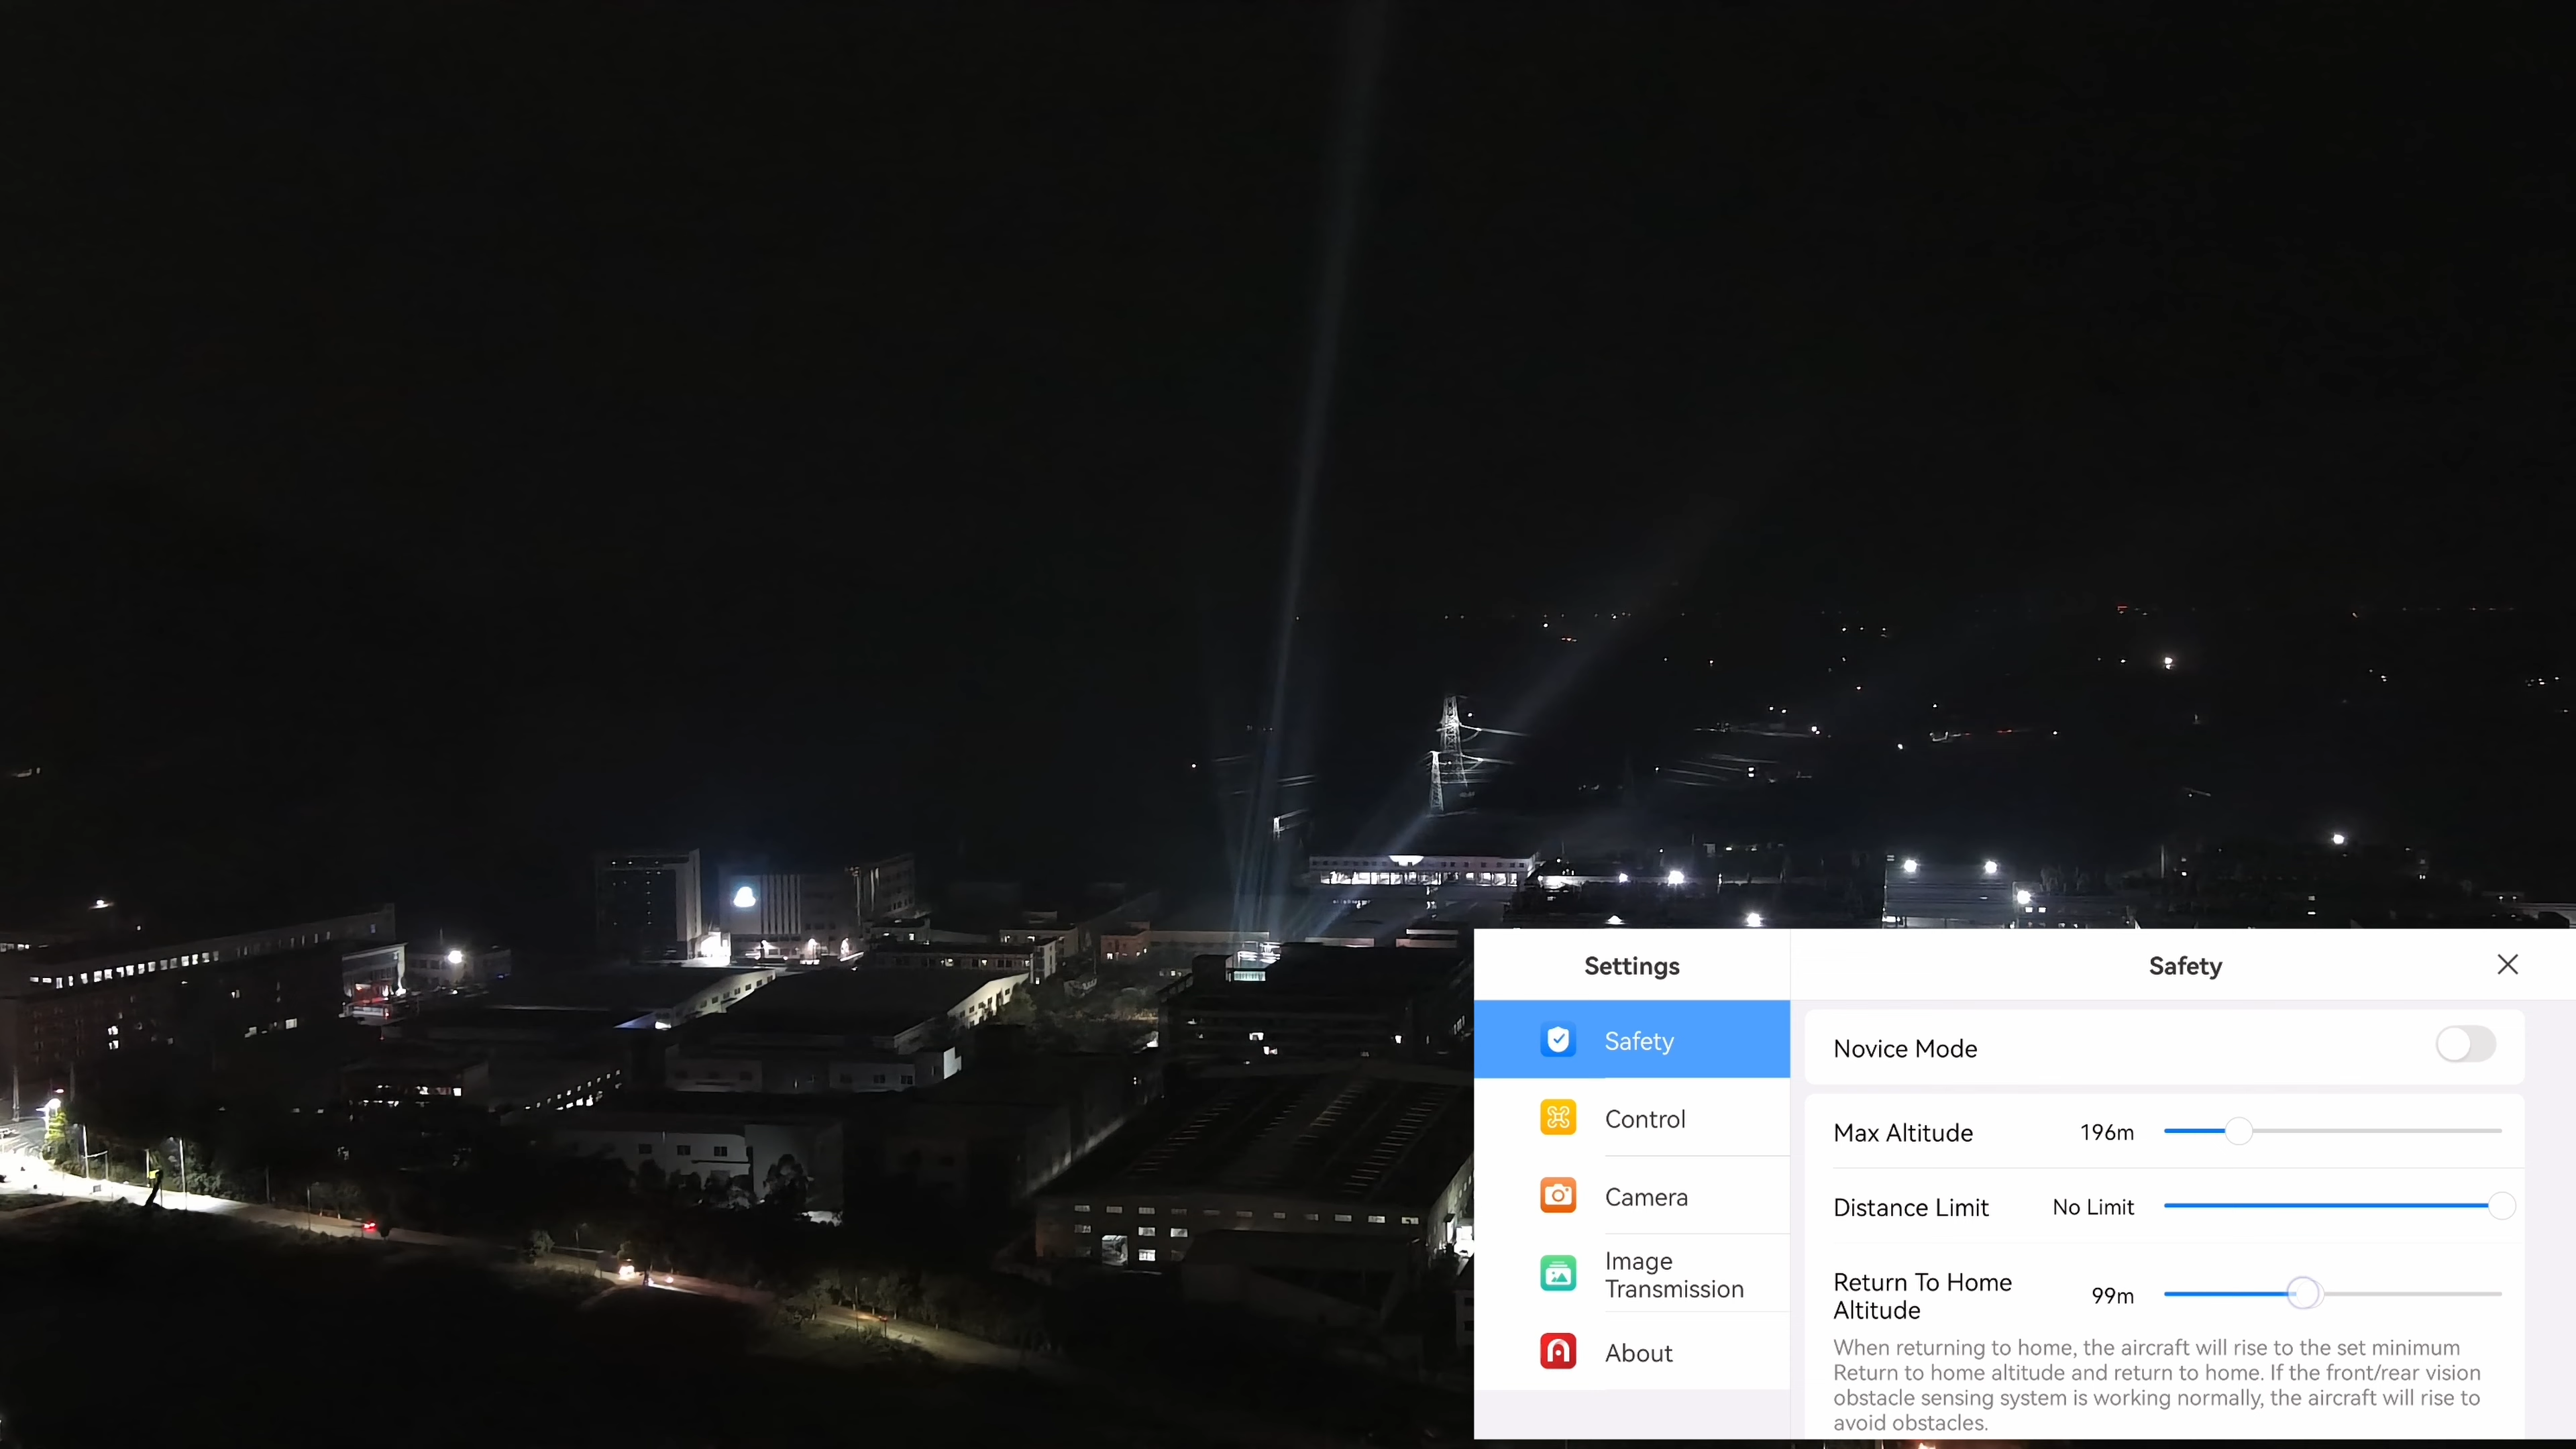 Settings
Safety
Safety
Control
Camera
Image
Transmission
About
Novice Mode
Max Altitude 196m
Distance Limit No Limit
Return To Home
Altitude 99m
When returning to home, the aircraft will rise to the set minimum
Return to home altitude and return to home. If the front/rear vision
obstacle sensing system is working normally, the aircraft will rise to
avoid obstacles.